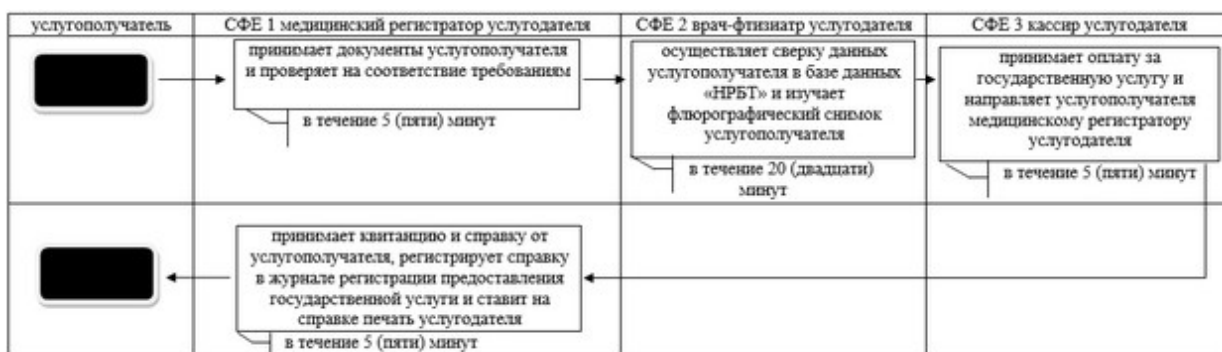 услугополучатель
СФЕ 1 медицинский регистратор услугодателя
СФЕ 2 врач-фтизиатр услугодателя
СФЕ 3 кассир услугодателя
принимает документы услугополучателя
и проверяет на соответствие требованиям
в течение 5 (пяти) минут
осуществляет сверку данных
услугополучателя в базе данных
«НРБТ» и изучает
флюрографический снимок
услугополучателя
в течение 20 (двадцати)
минут
принимает оплату за
государственную услугу и
направляет услугополучателя
медицинскому регистратору
услугодателя
в течение 5 (пяти) минут
принимает квитанцию и справку от
услугополучателя, регистрирует справку
в журнале регистрации предоставления
государственной услуги и ставит на
справке печать услугодателя
в течение 5 (пяти) минут